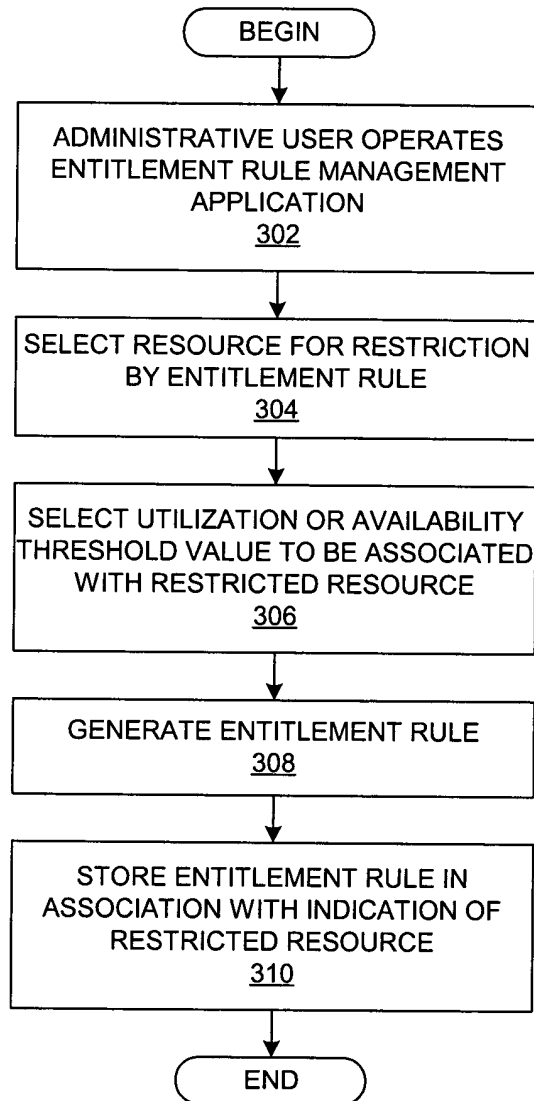 BEGIN
ADMINISTRATIVE USER OPERATES
ENTITLEMENT RULE MANAGEMENT
APPLICATION
302
SELECT RESOURCE FOR RESTRICTION
BY ENTITLEMENT RULE
304
SELECT UTILIZATION OR AVAILABILITY
THRESHOLD VALUE TO BE ASSOCIATED
WITH RESTRICTED RESOURCE
306
GENERATE ENTITLEMENT RULE
308
STORE ENTITLEMENT RULE IN
ASSOCIATION WITH INDICATION OF
RESTRICTED RESOURCE
310
END